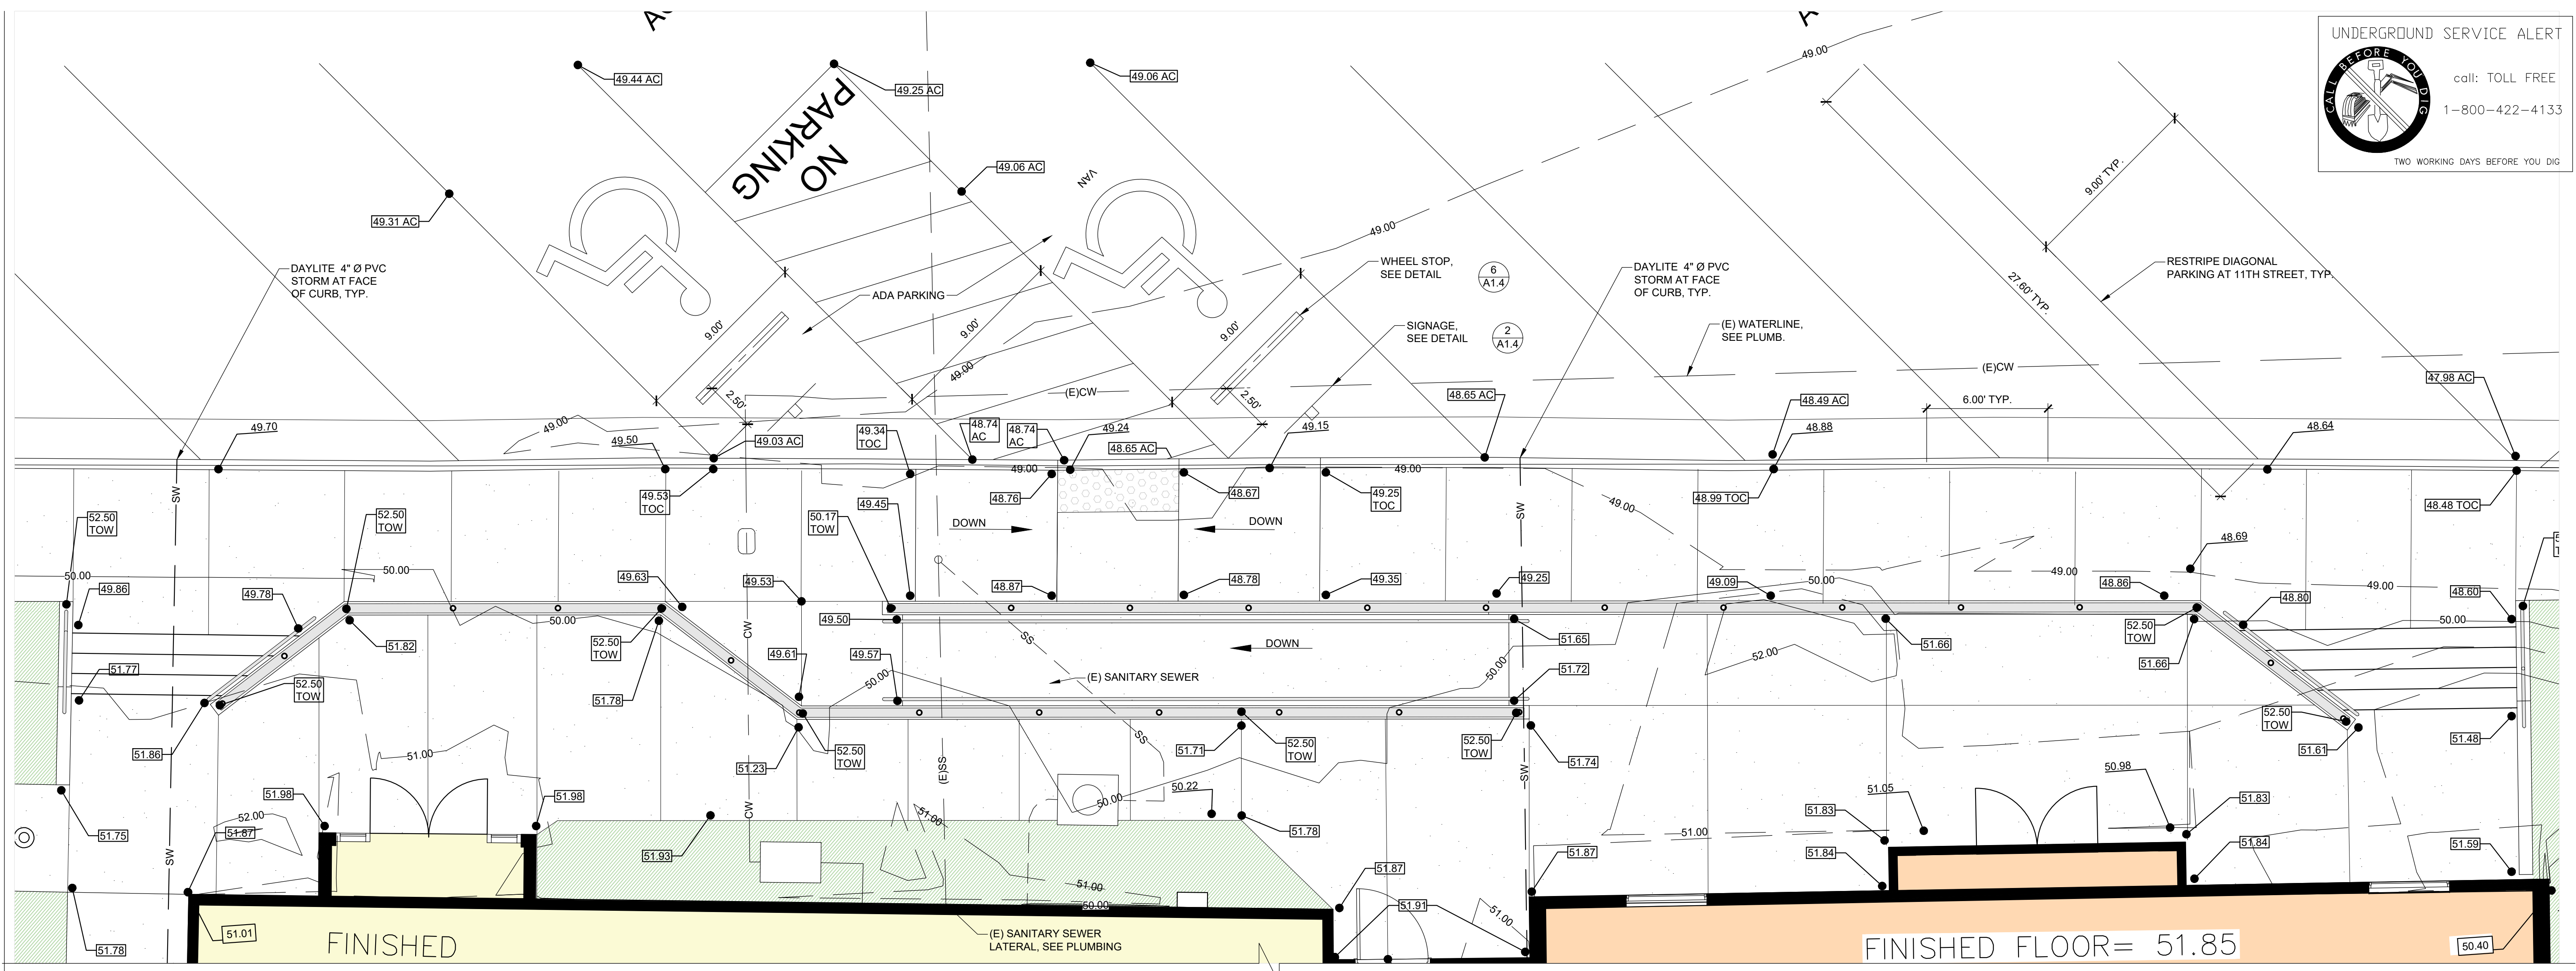 UNDERGROUND SERVICE ALERT
CALL BEFORE YOU DIG
call: TOLL FREE
1-800-422-4133
TWO WORKING DAYS BEFORE YOU DIG
49.44 AC
49.25 AC
49.06 AC
49.00
NO
PARKING
49.06 AC
VAN
49.31 AC
9.00' TYP.
49.00
DAYLITE 4" Ø PVC
STORM AT FACE
OF CURB, TYP.
ADA PARKING
WHEEL STOP,
SEE DETAIL
6
A1.4
DAYLITE 4" Ø PVC
STORM AT FACE
OF CURB, TYP.
27.60' TYP.
RESTRIPE DIAGONAL
PARKING AT 11TH STREET, TYP.
9.00'
9.00'
9.00'
SIGNAGE,
SEE DETAIL
2
A1.4
(E) WATERLINE,
SEE PLUMB.
49.00
2.50'
(E)CW
2.50'
(E)CW
47.98 AC
49.70
49.00
49.50
49.03 AC
49.34
TOC
48.74
AC
48.74
AC
49.24
48.65 AC
49.15
48.65 AC
48.49 AC
48.88
6.00' TYP.
48.64
49.00
49.00
SW
49.53
TOC
49.45
48.76
48.67
49.25
TOC
SW
49.00
48.99 TOC
48.48 TOC
52.50
TOW
52.50
TOW
50.17
TOW
DOWN
DOWN
48.69
50.00
50.00
49.86
49.78
49.63
49.53
48.87
48.78
49.35
49.25
49.09
50.00
49.00
48.86
49.00
48.80
48.60
50.00
51.82
52.50
TOW
CW
49.50
SS
DOWN
51.65
51.66
52.50
TOW
50.00
51.77
52.50
TOW
51.78
49.61
49.57
50.00
(E) SANITARY SEWER
50.00
51.72
52.00
51.66
51.86
51.00
51.23
52.50
TOW
SS
51.71
52.50
TOW
52.50
TOW
51.74
52.50
TOW
51.61
51.48
51.98
51.98
CW
(E)SS
50.22
50.00
SW
51.05
50.98
51.75
SW
52.00
51.87
51.00
51.78
51.00
51.83
51.83
51.93
51.87
51.87
51.84
51.84
51.59
51.00
50.00
51.91
51.00
51.78
51.01
FINISHED
(E) SANITARY SEWER
LATERAL, SEE PLUMBING
FINISHED FLOOR= 51.85
50.40